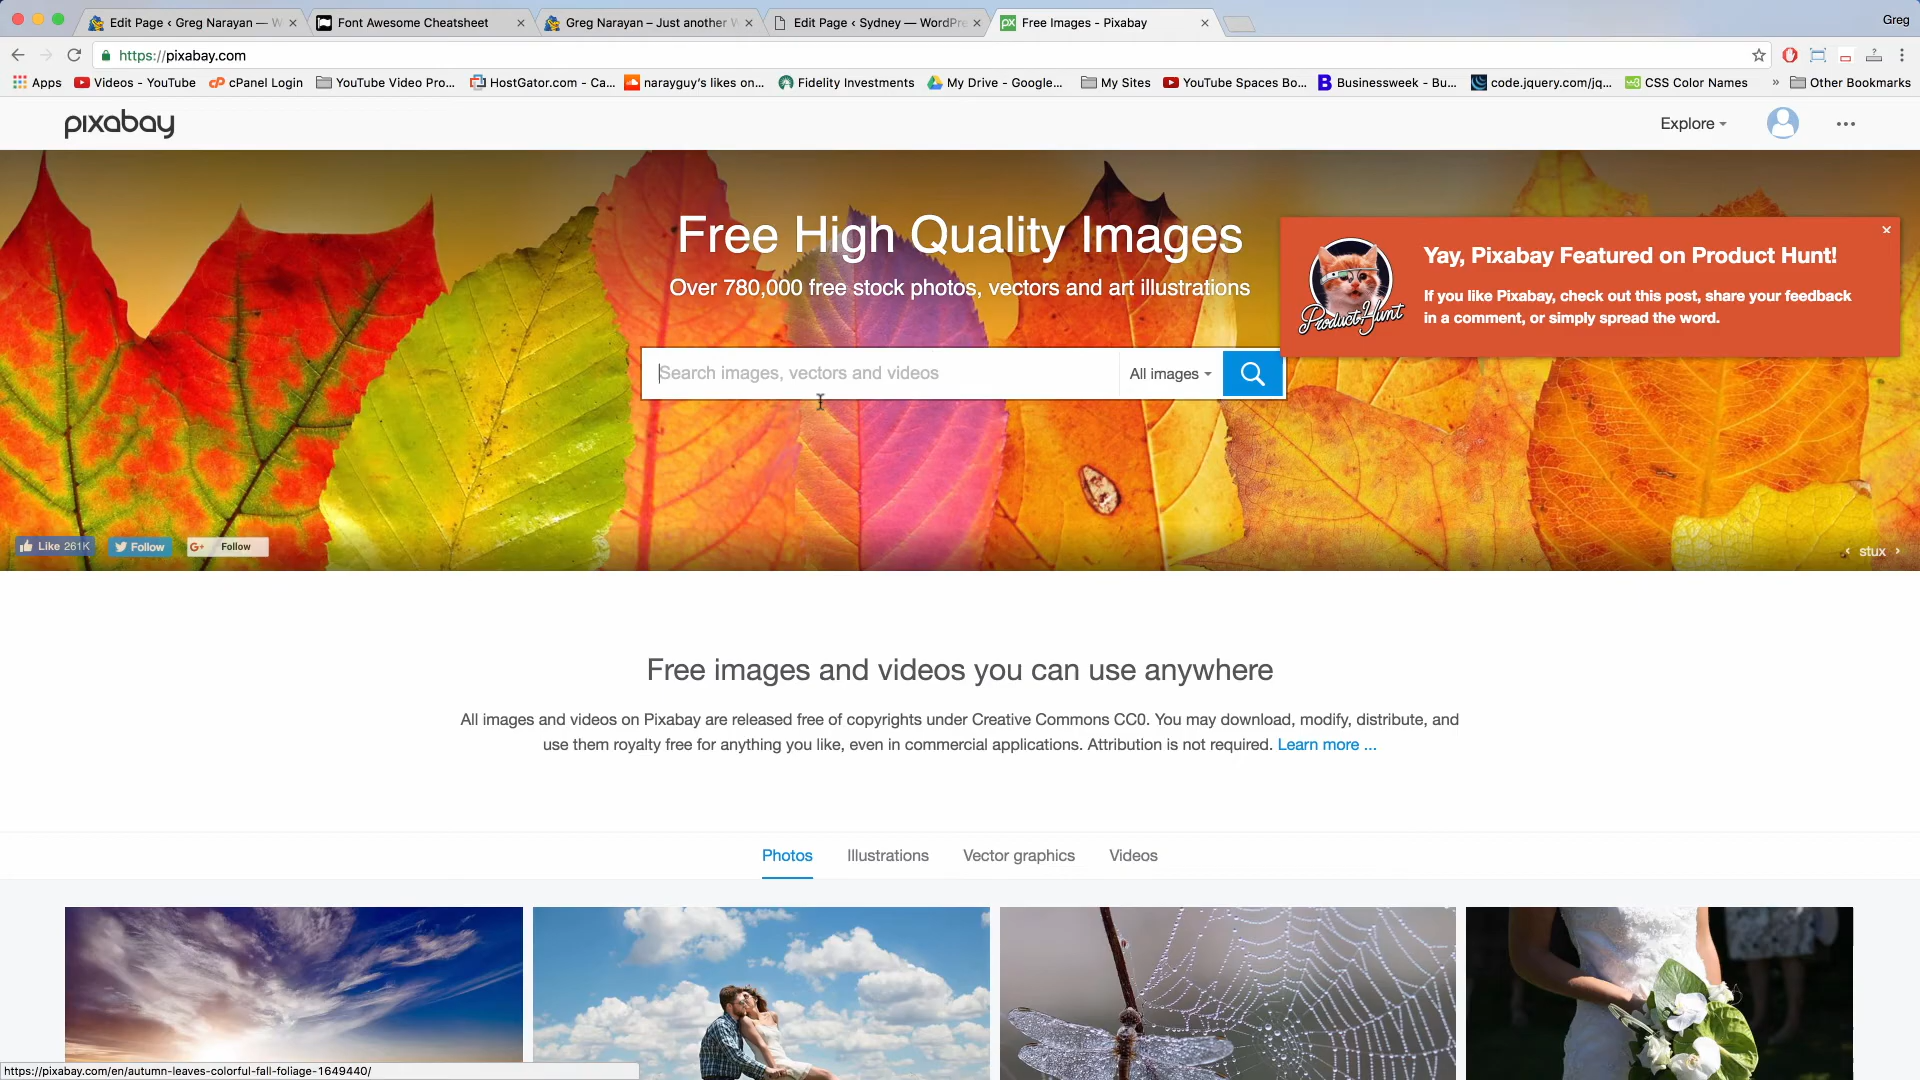 Edit Page ‹ Greg Narayan — W
Font Awesome Cheatsheet
Greg Narayan – Just another W
Edit Page ‹ Sydney — WordPre
Free Images - Pixabay
Greg
https://pixabay.com
Apps
Videos - YouTube
cPanel Login
YouTube Video Pro...
HostGator.com - Ca...
narayguy's likes on...
Fidelity Investments
My Drive - Google...
My Sites
YouTube Spaces Bo...
Businessweek - Bu...
code.jquery.com/jq...
CSS Color Names
» Other Bookmarks
pixabay
Explore
Free High Quality Images
Over 780,000 free stock photos, vectors and art illustrations
Yay, Pixabay Featured on Product Hunt!
If you like Pixabay, check out this post, share your feedback
in a comment, or simply spread the word.
Product Hunt
Search images, vectors and videos
All images
Like 261K
Follow
G+ Follow
‹ stux ›
Free images and videos you can use anywhere
All images and videos on Pixabay are released free of copyrights under Creative Commons CC0. You may download, modify, distribute, and
use them royalty free for anything you like, even in commercial applications. Attribution is not required. Learn more ...
Photos
Illustrations
Vector graphics
Videos
https://pixabay.com/en/autumn-leaves-colorful-fall-foliage-1649440/